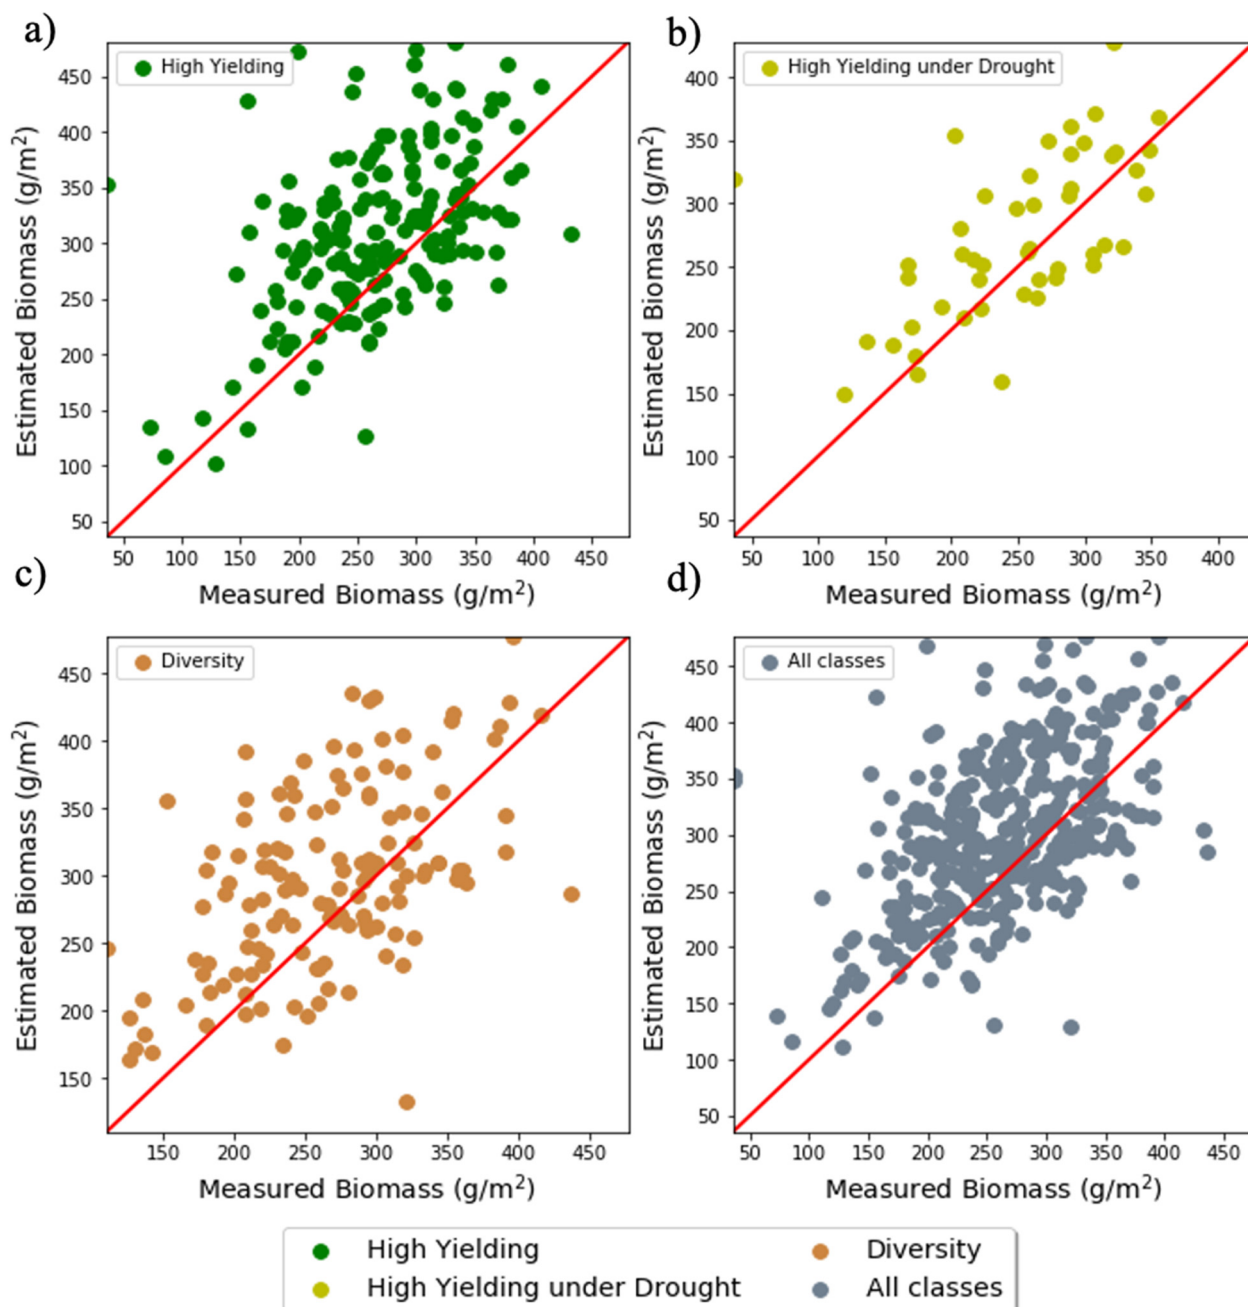 a)
High Yielding
450
400
350
300
250
200
150
100
50
Estimated Biomass (g/m²)
50 100 150 200 250 300 350 400 450
Measured Biomass (g/m²)
b)
High Yielding under Drought
400
350
300
250
200
150
100
50
Estimated Biomass (g/m²)
50 100 150 200 250 300 350 400
Measured Biomass (g/m²)
c)
Diversity
450
400
350
300
250
200
150
Estimated Biomass (g/m²)
150 200 250 300 350 400 450
Measured Biomass (g/m²)
d)
All classes
450
400
350
300
250
200
150
100
50
Estimated Biomass (g/m²)
50 100 150 200 250 300 350 400 450
Measured Biomass (g/m²)
High Yielding
High Yielding under Drought
Diversity
All classes